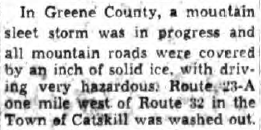 In Greene County, a mountain
sleet storm was in progress and
all mountain roads were covered
by an inch of solid ice, with driv-
ing very hazardous. Route 23-A
one mile west of Route 32 in the
Town of Catskill was washed out.